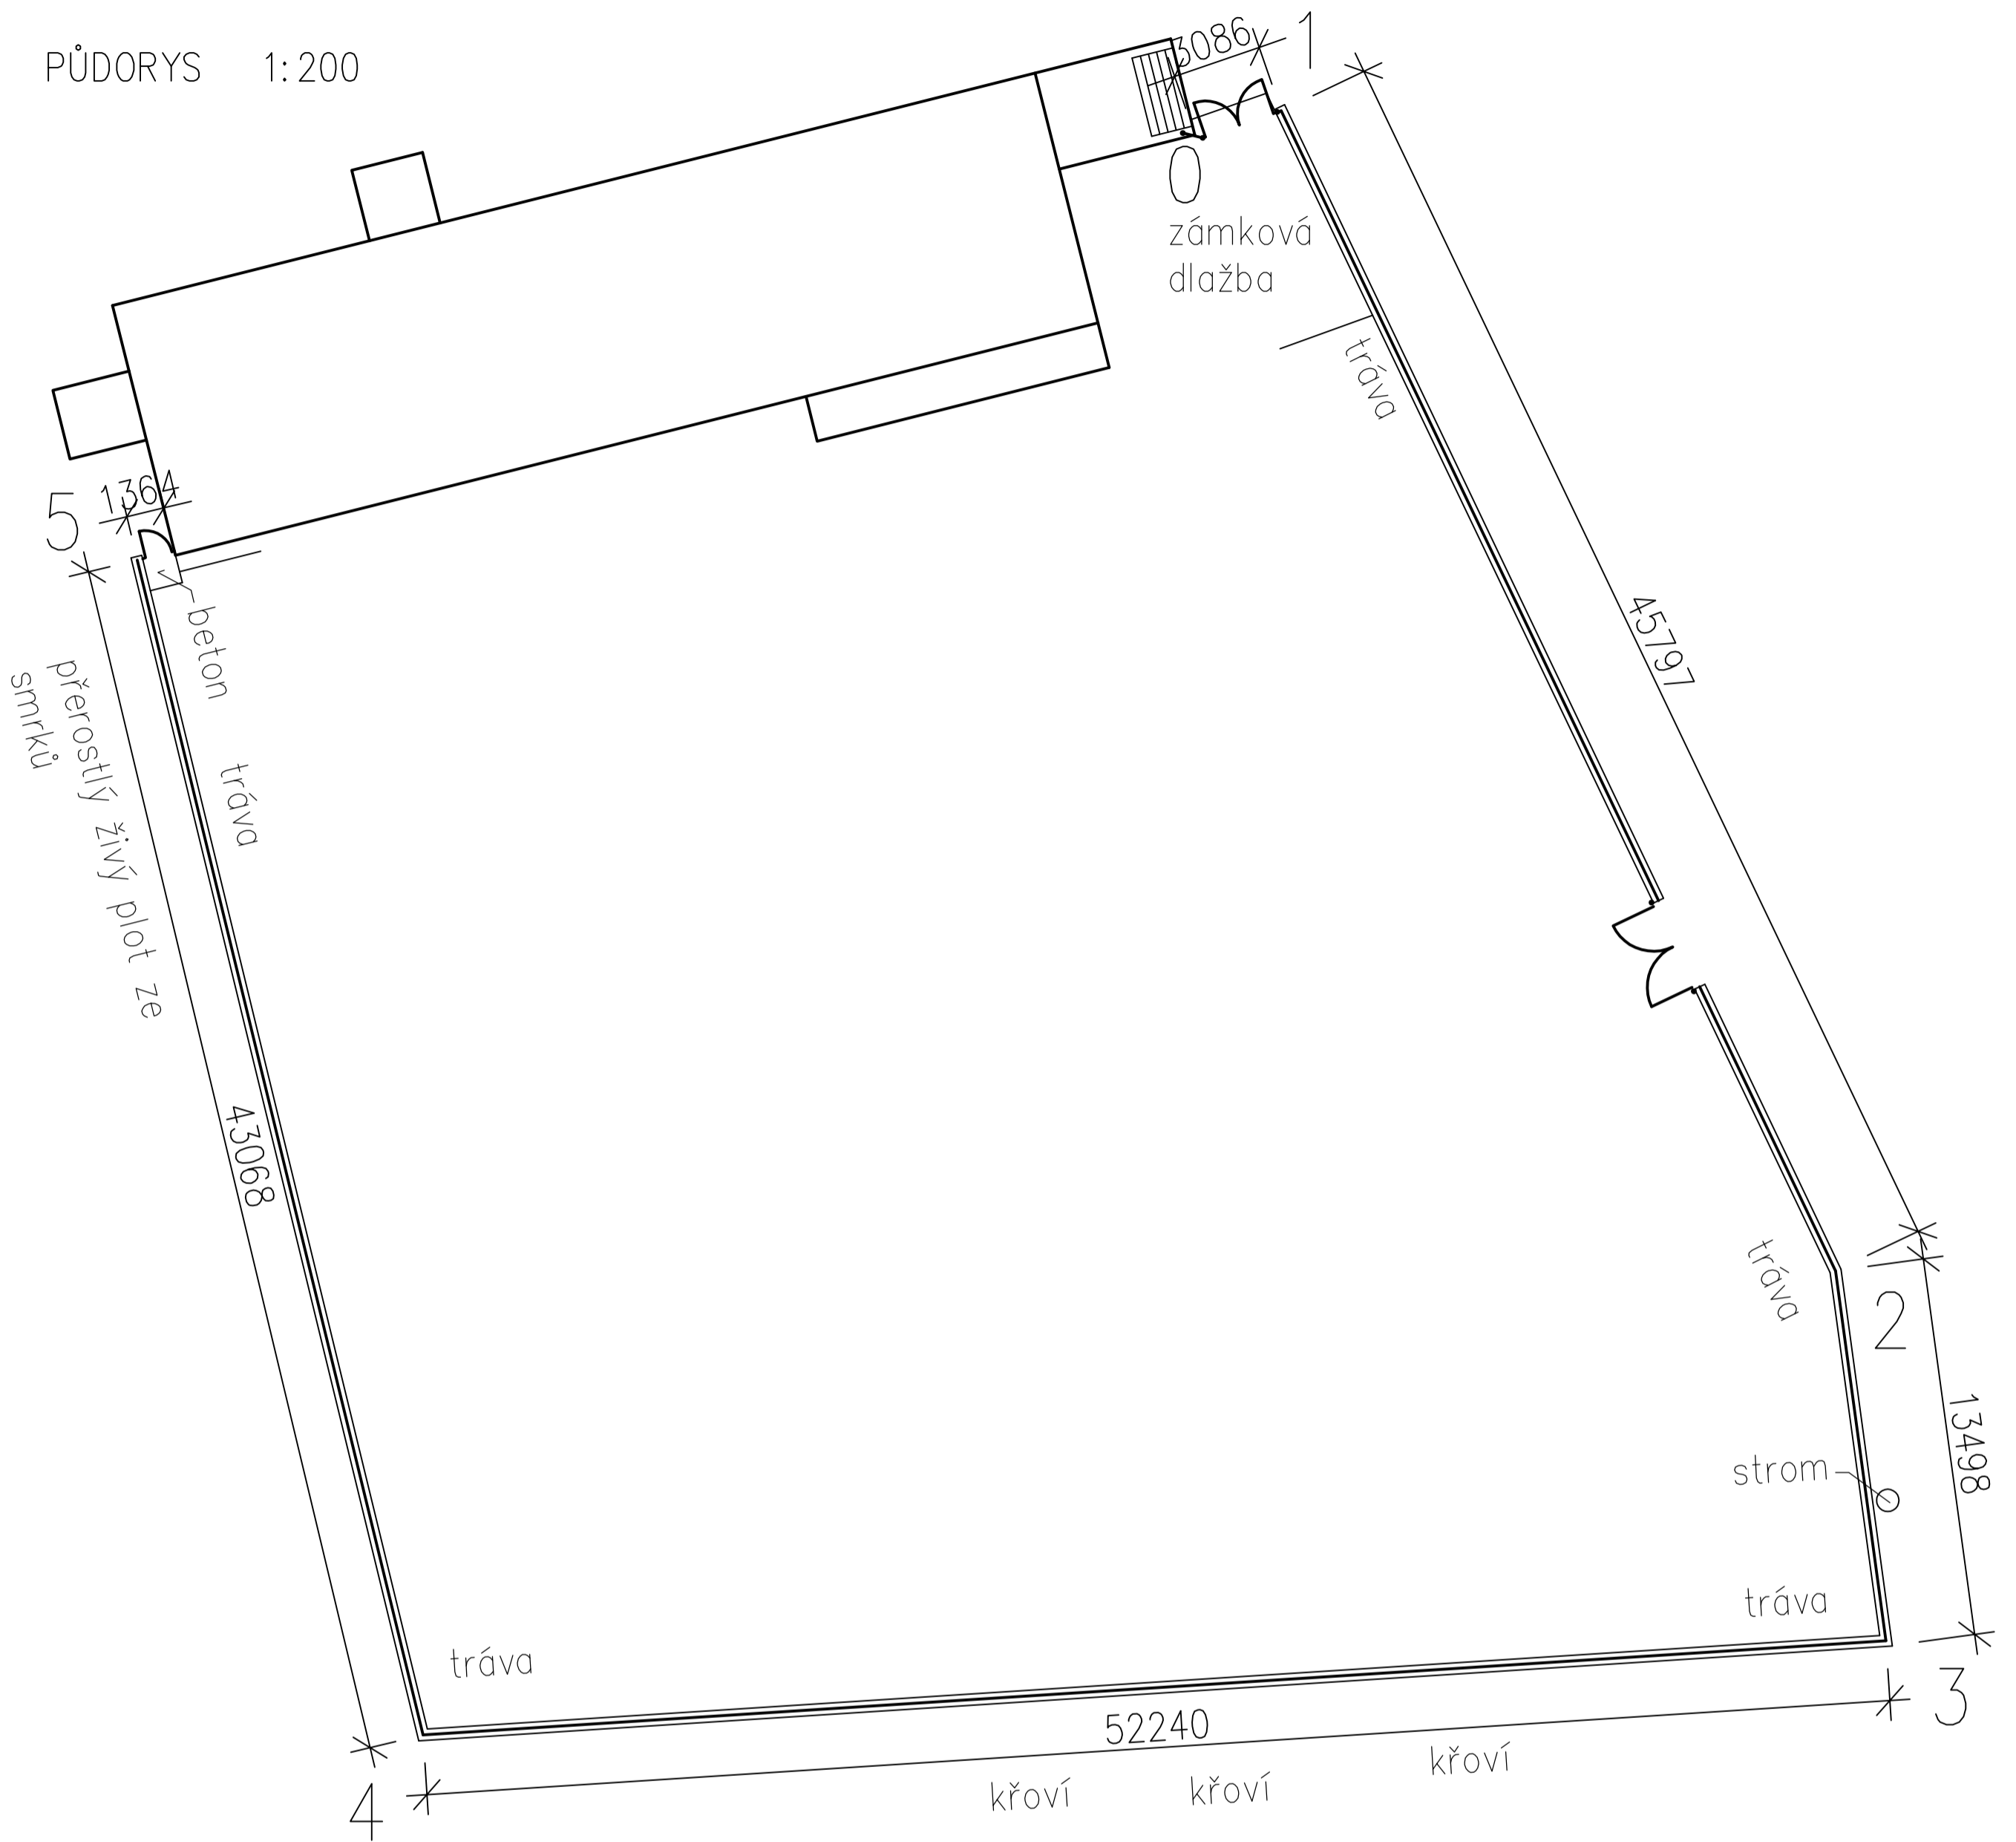 PŮDORYS 1:200
3086
1
0
zámková
dlažba
tráva
45797
5
1364
beton
přerostlý živý plot ze
smrků
tráva
43068
tráva
2
13498
strom
tráva
tráva
3
52240
křoví
křoví
křoví
4